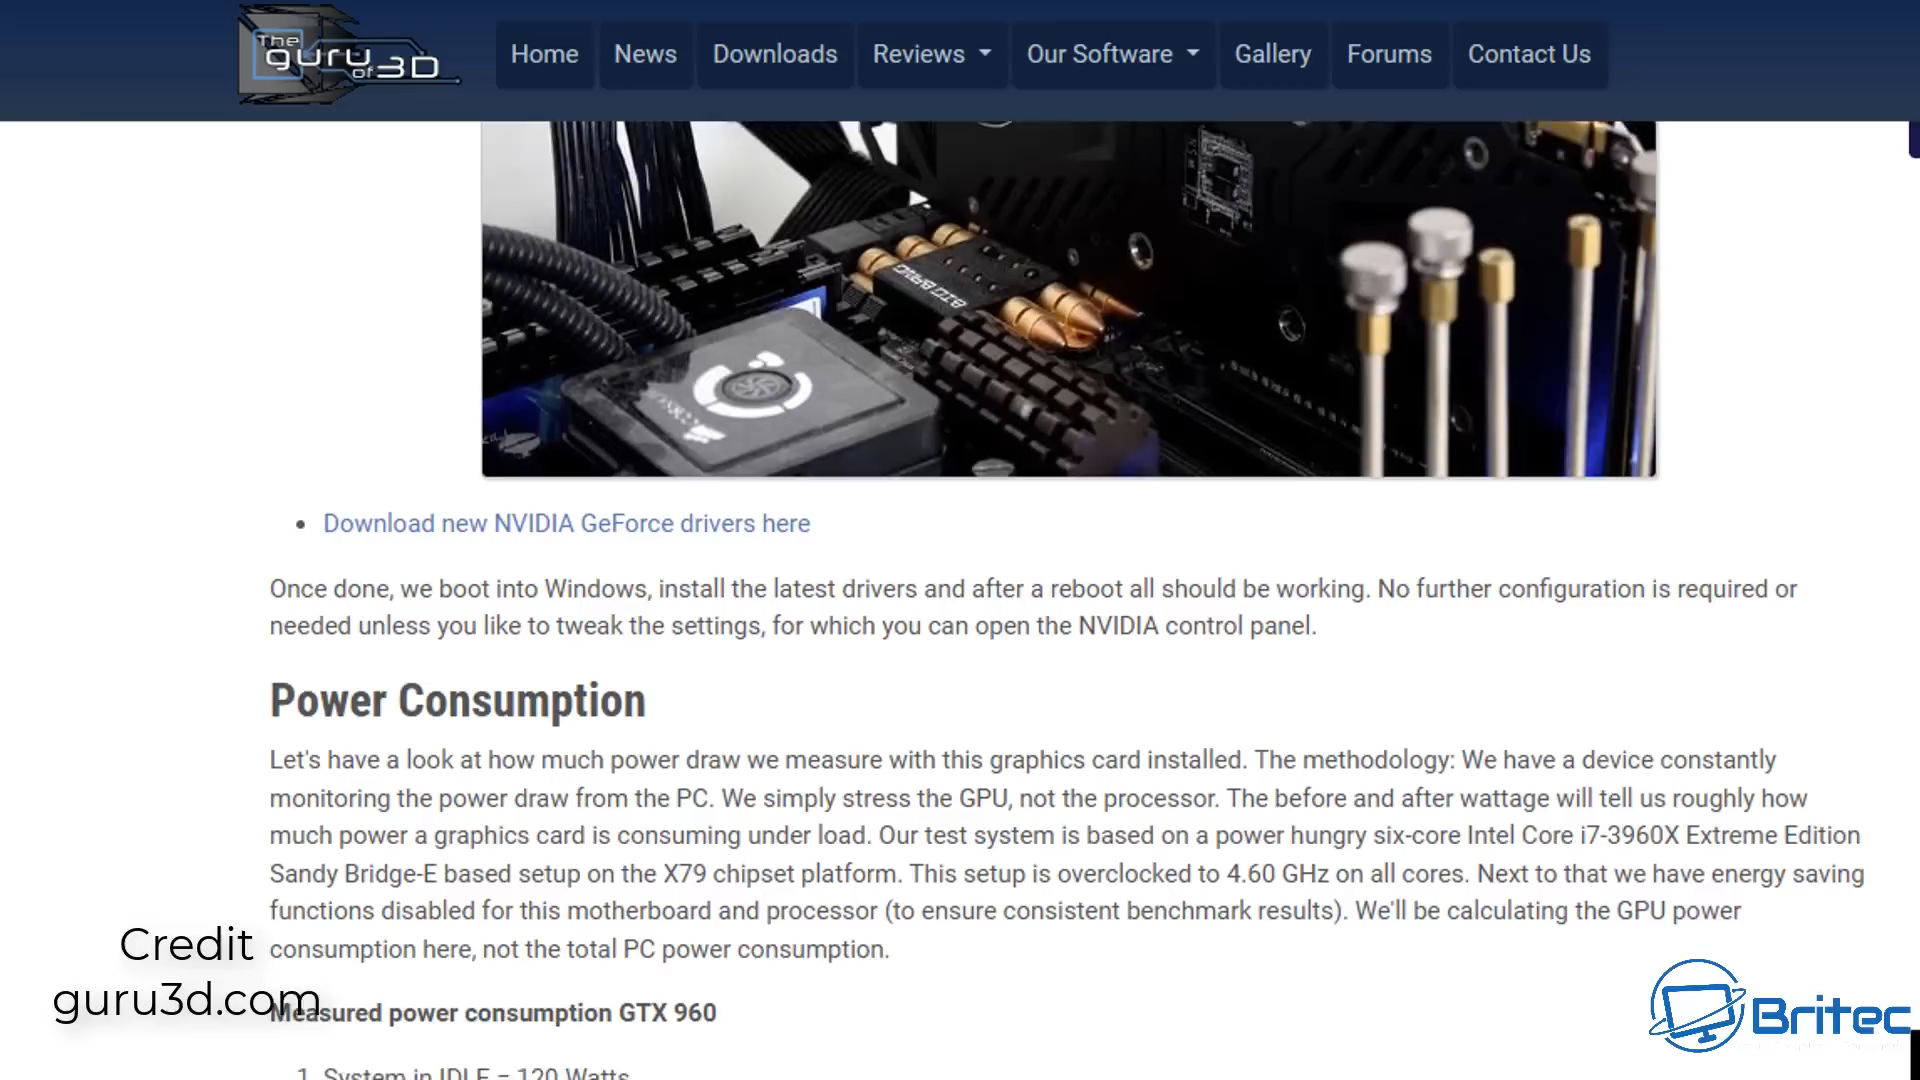 The
guru of 3D
Home News Downloads Reviews Our Software Gallery Forums Contact Us
BIG BANG
Download new NVIDIA GeForce drivers here
Once done, we boot into Windows, install the latest drivers and after a reboot all should be working. No further configuration is required or
needed unless you like to tweak the settings, for which you can open the NVIDIA control panel.
Power Consumption
Let's have a look at how much power draw we measure with this graphics card installed. The methodology: We have a device constantly
monitoring the power draw from the PC. We simply stress the GPU, not the processor. The before and after wattage will tell us roughly how
much power a graphics card is consuming under load. Our test system is based on a power hungry six-core Intel Core i7-3960X Extreme Edition
Sandy Bridge-E based setup on the X79 chipset platform. This setup is overclocked to 4.60 GHz on all cores. Next to that we have energy saving
functions disabled for this motherboard and processor (to ensure consistent benchmark results). We'll be calculating the GPU power
consumption here, not the total PC power consumption.
Credit
guru3d.com
Measured power consumption GTX 960
1. System in IDLE = 120 Watts
Britec